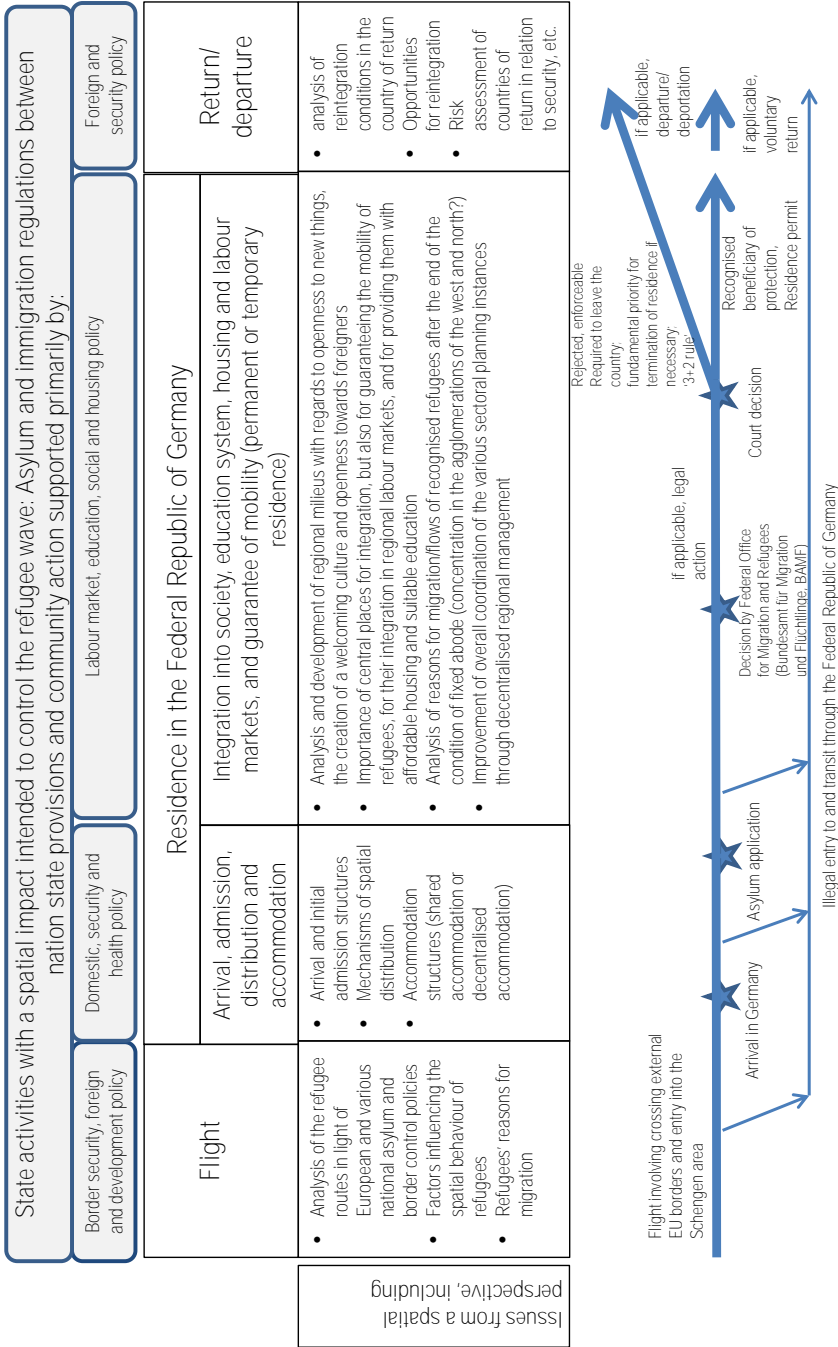 State activities with a spatial impact intended to control the refugee wave: Asylum and immigration regulations between
nation state provisions and community action supported primarily by:
Border security, foreign
and development policy
Domestic, security and
health policy
Labour market, education, social and housing policy
Foreign and
security policy
Flight
Residence in the Federal Republic of Germany
Return/
departure
Arrival, admission,
distribution and
accommodation
Integration into society, education system, housing and labour
markets, and guarantee of mobility (permanent or temporary
residence)
Issues from a spatial
perspective, including
• Analysis of the refugee
routes in light of
European and various
national asylum and
border control policies
• Factors influencing the
spatial behaviour of
refugees
• Refugees' reasons for
migration
• Arrival and initial
admission structures
• Mechanisms of spatial
distribution
• Accommodation
structures (shared
accommodation or
decentralised
accommodation)
• Analysis and development of regional milieus with regards to openness to new things,
the creation of a welcoming culture and openness towards foreigners
• Importance of central places for integration, but also for guaranteeing the mobility of
refugees, for their integration in regional labour markets, and for providing them with
affordable housing and suitable education
• Analysis of reasons for migration/flows of recognised refugees after the end of the
condition of fixed abode (concentration in the agglomerations of the west and north?)
• Improvement of overall coordination of the various sectoral planning instances
through decentralised regional management
• analysis of
reintegration
conditions in the
country of return
• Opportunities
for reintegration
• Risk
assessment of
countries of
return in relation
to security, etc.
Flight involving crossing external
EU borders and entry into the
Schengen area
Arrival in Germany
Asylum application
Decision by Federal Office
for Migration and Refugees
(Bundesamt für Migration
und Flüchtlinge, BAMF)
if applicable, legal
action
Court decision
Rejected, enforceable
Required to leave the
country;
fundamental priority for
termination of residence if
necessary;
'3+2 rule'
if applicable,
departure/
deportation
Recognised
beneficiary of
protection,
Residence permit
if applicable,
voluntary
return
Illegal entry to and transit through the Federal Republic of Germany